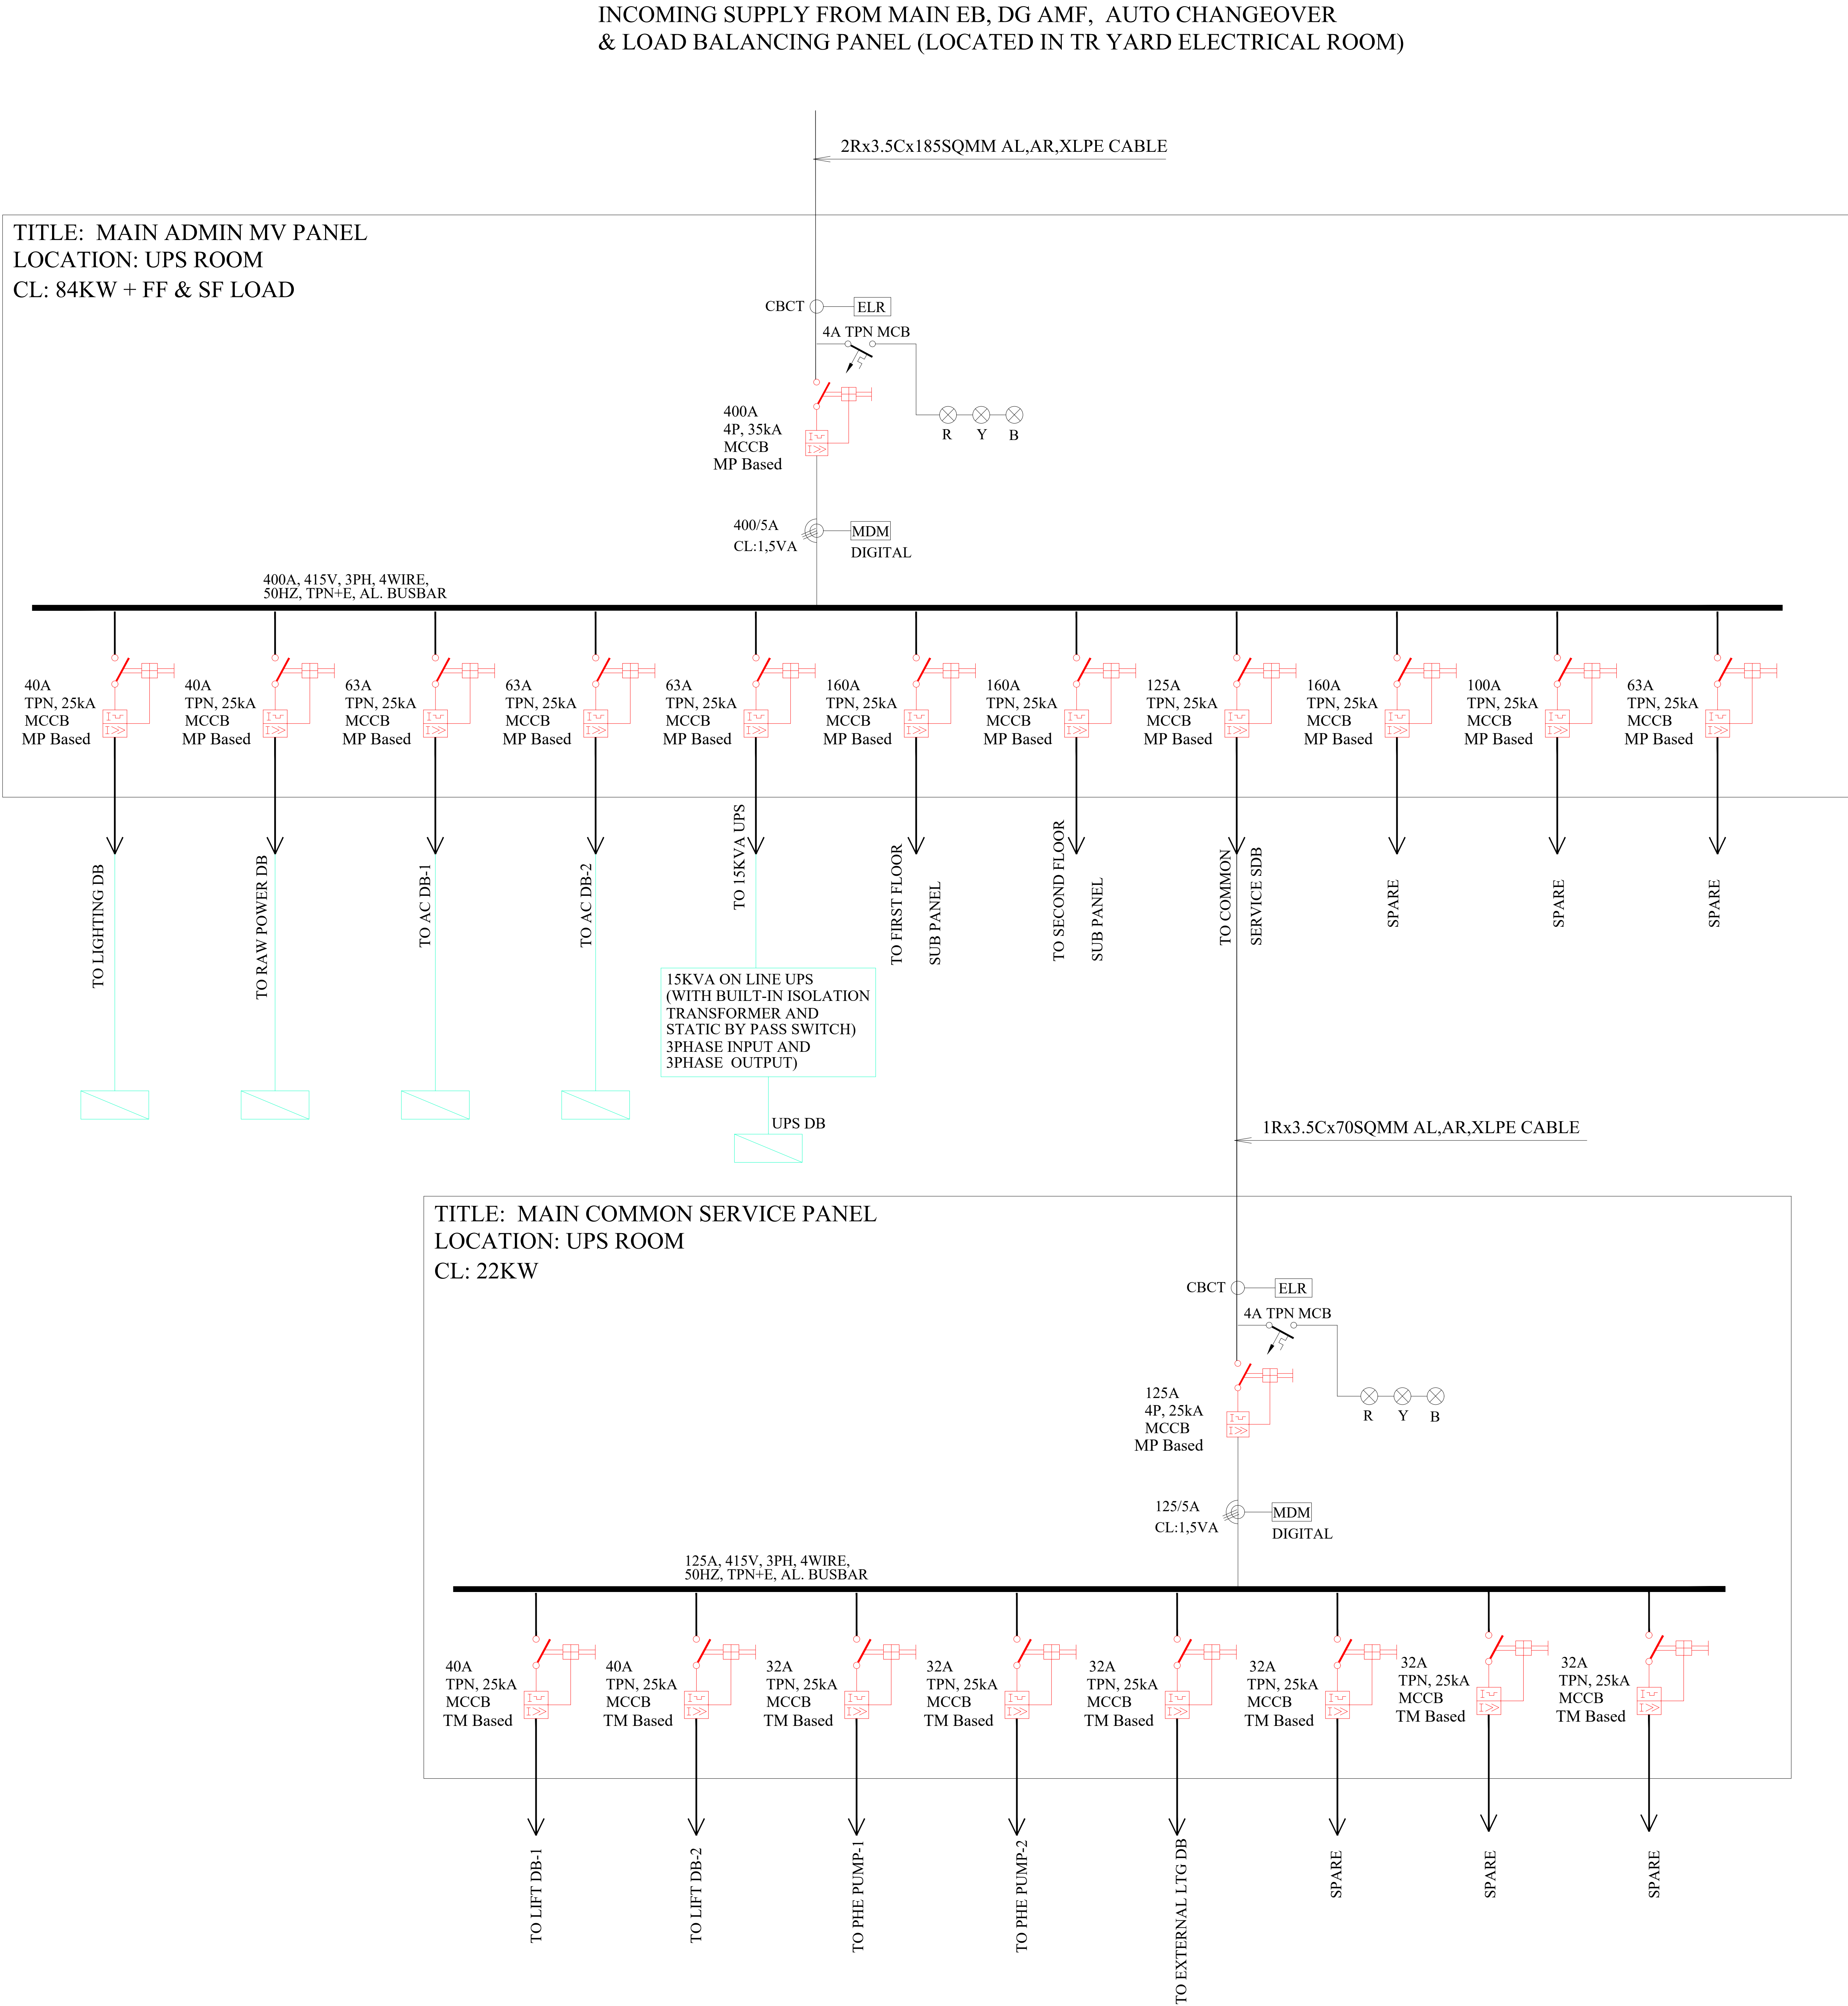 INCOMING SUPPLY FROM MAIN EB, DG AMF,  AUTO CHANGEOVER
& LOAD BALANCING PANEL (LOCATED IN TR YARD ELECTRICAL ROOM)
2Rx3.5Cx185SQMM AL,AR,XLPE CABLE
TITLE:  MAIN ADMIN MV PANEL
LOCATION: UPS ROOM
CL: 84KW + FF & SF LOAD
CBCT
ELR
4A TPN MCB
400A
4P, 35kA
MCCB
MP Based
I>>
R
Y
B
400/5A
CL:1,5VA
MDM
DIGITAL
400A, 415V, 3PH, 4WIRE,
50HZ, TPN+E, AL. BUSBAR
40A
TPN, 25kA
MCCB
MP Based
I>>
40A
TPN, 25kA
MCCB
MP Based
I>>
63A
TPN, 25kA
MCCB
MP Based
I>>
63A
TPN, 25kA
MCCB
MP Based
I>>
63A
TPN, 25kA
MCCB
MP Based
I>>
160A
TPN, 25kA
MCCB
MP Based
I>>
160A
TPN, 25kA
MCCB
MP Based
I>>
125A
TPN, 25kA
MCCB
MP Based
I>>
160A
TPN, 25kA
MCCB
MP Based
I>>
100A
TPN, 25kA
MCCB
MP Based
I>>
63A
TPN, 25kA
MCCB
MP Based
I>>
TO LIGHTING DB
TO RAW POWER DB
TO AC DB-1
TO AC DB-2
TO 15KVA UPS
TO FIRST FLOOR
SUB PANEL
TO SECOND FLOOR
SUB PANEL
TO COMMON
SERVICE SDB
SPARE
SPARE
SPARE
15KVA ON LINE UPS
(WITH BUILT-IN ISOLATION
TRANSFORMER AND
STATIC BY PASS SWITCH)
3PHASE INPUT AND
3PHASE  OUTPUT)
UPS DB
1Rx3.5Cx70SQMM AL,AR,XLPE CABLE
TITLE:  MAIN COMMON SERVICE PANEL
LOCATION: UPS ROOM
CL: 22KW
CBCT
ELR
4A TPN MCB
125A
4P, 25kA
MCCB
MP Based
I>>
R
Y
B
125/5A
CL:1,5VA
MDM
DIGITAL
125A, 415V, 3PH, 4WIRE,
50HZ, TPN+E, AL. BUSBAR
40A
TPN, 25kA
MCCB
TM Based
I>>
40A
TPN, 25kA
MCCB
TM Based
I>>
32A
TPN, 25kA
MCCB
TM Based
I>>
32A
TPN, 25kA
MCCB
TM Based
I>>
32A
TPN, 25kA
MCCB
TM Based
I>>
32A
TPN, 25kA
MCCB
TM Based
I>>
32A
TPN, 25kA
MCCB
TM Based
I>>
32A
TPN, 25kA
MCCB
TM Based
I>>
TO LIFT DB-1
TO LIFT DB-2
TO PHE PUMP-1
TO PHE PUMP-2
TO EXTERNAL LTG DB
SPARE
SPARE
SPARE